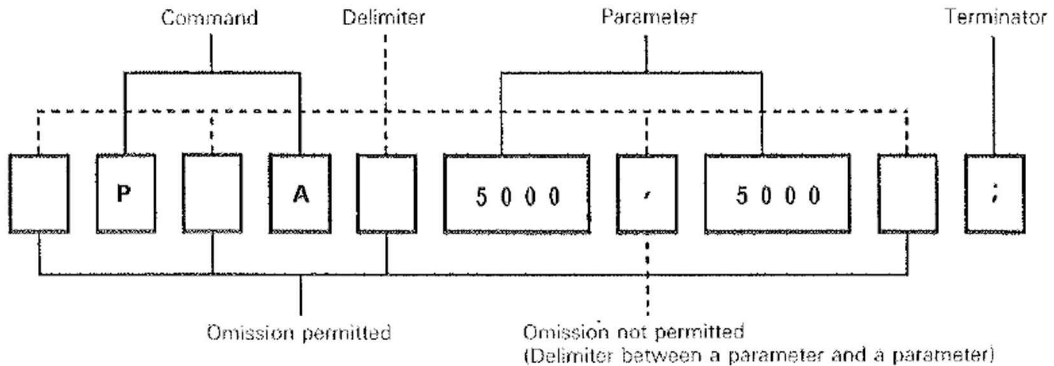 Command Delimiter Parameter Terminator
P A 5000 , 5000 ;
Omission permitted
Omission not permitted
(Delimiter between a parameter and a parameter)